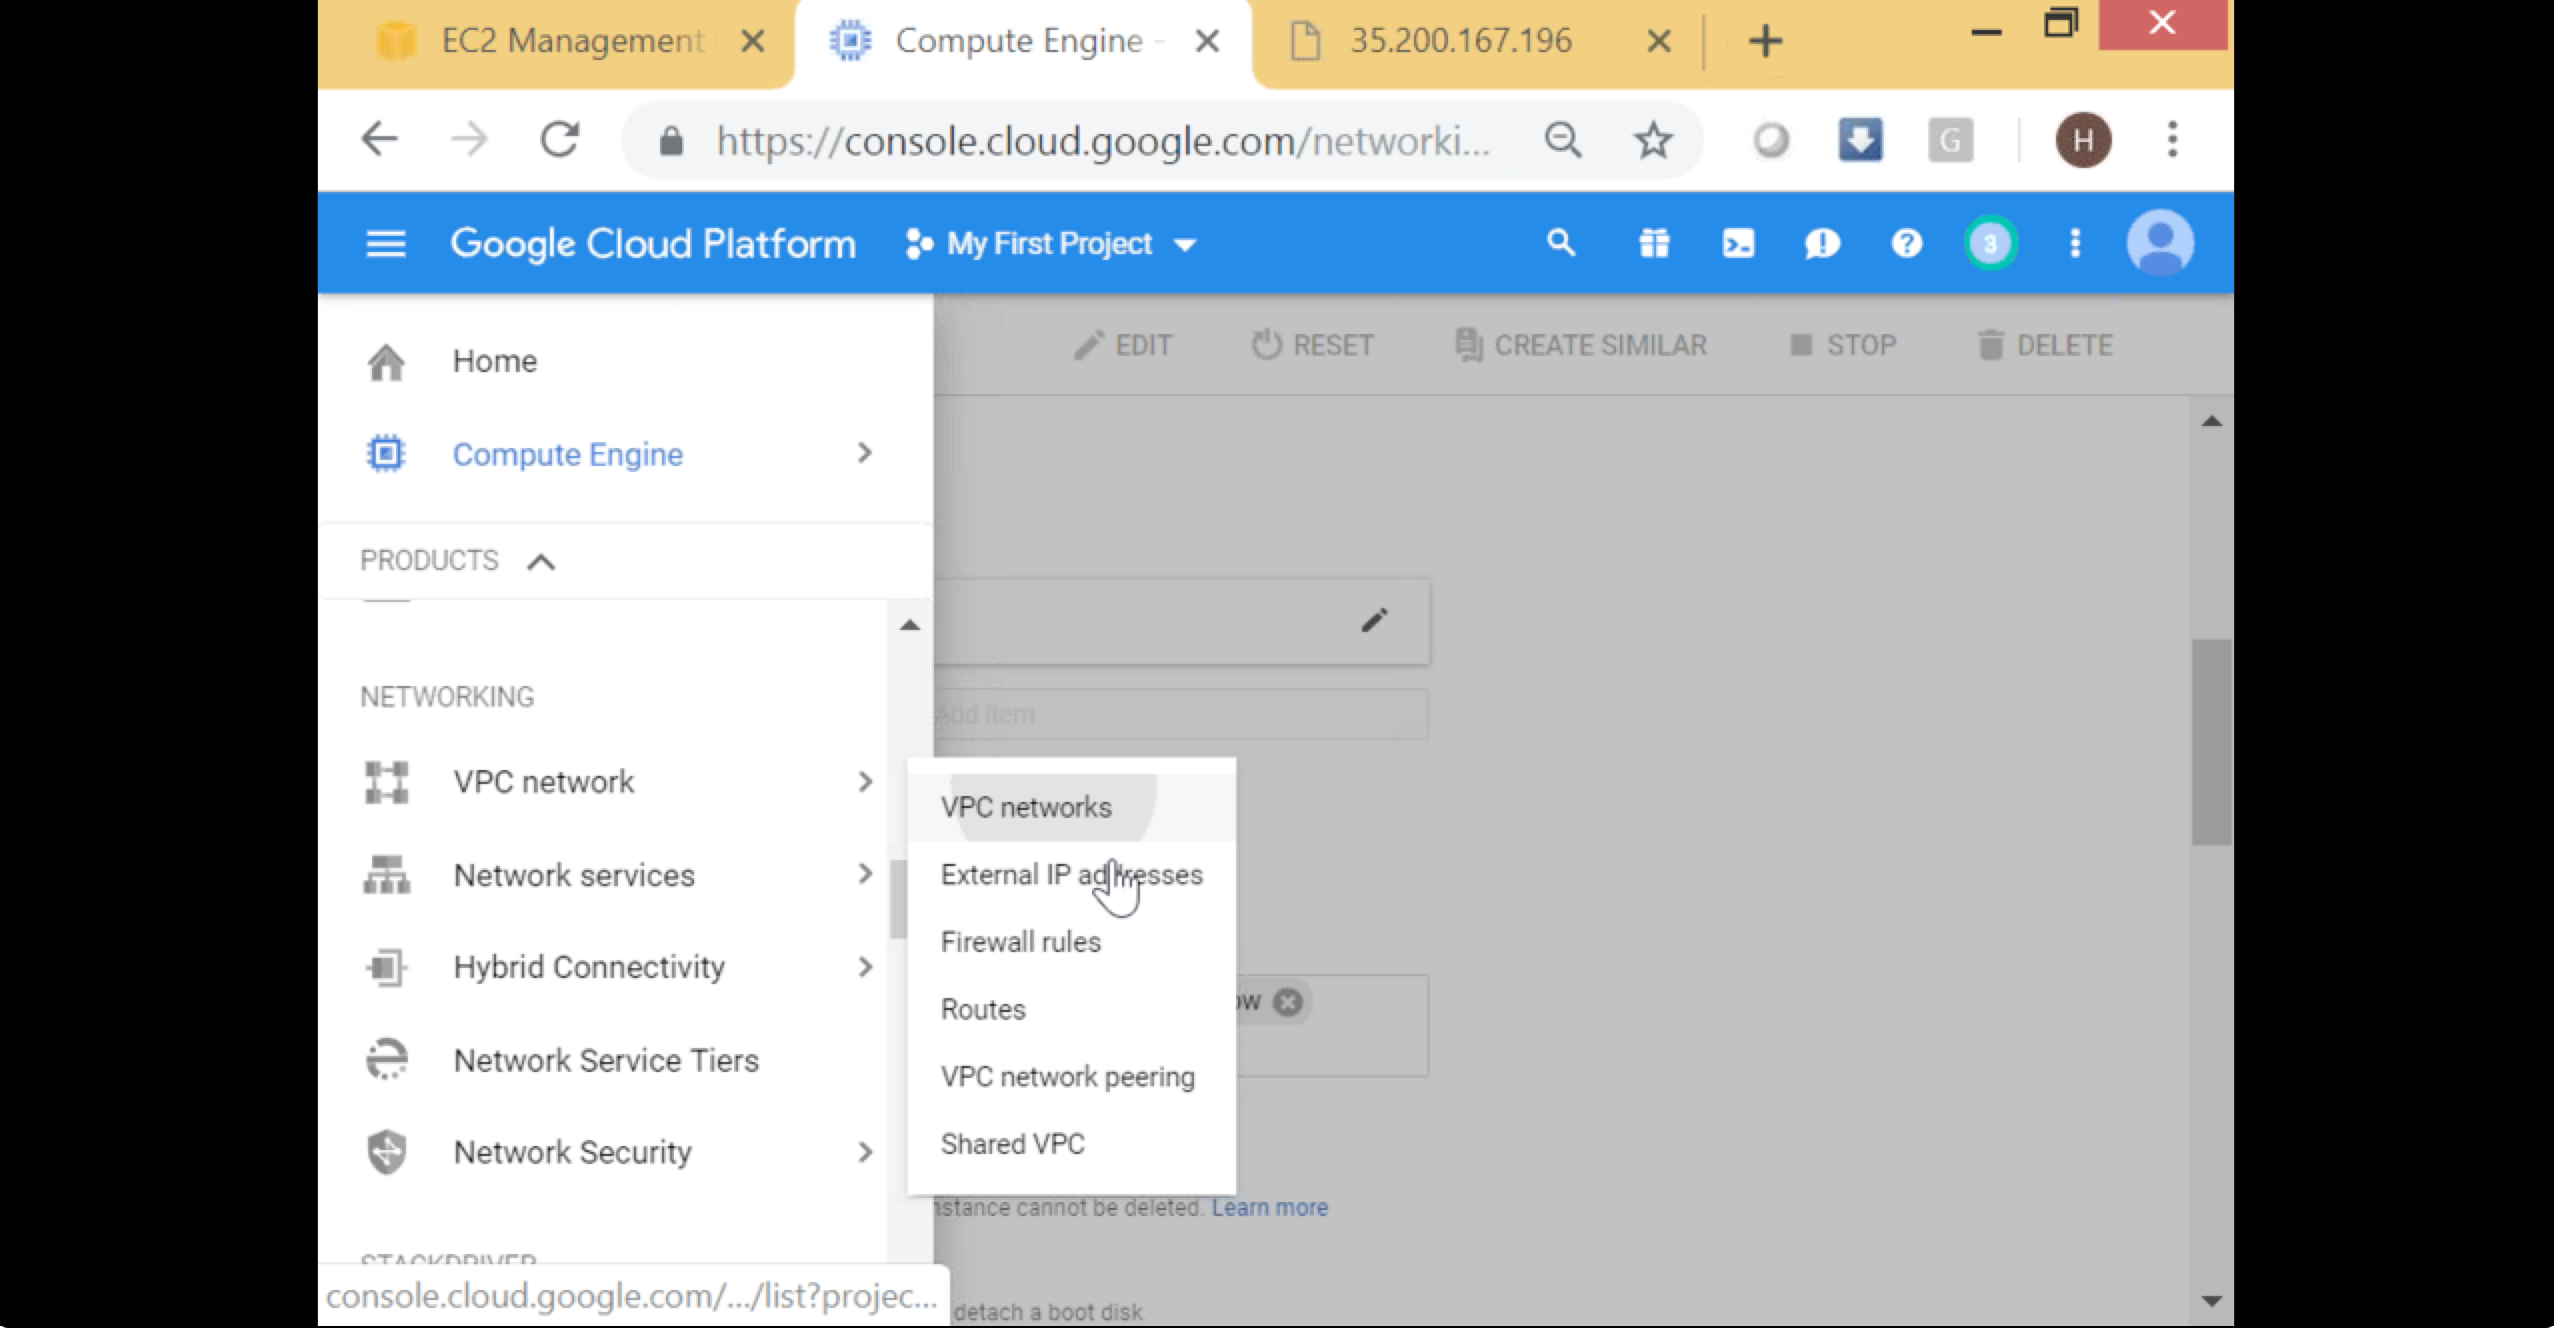 EC2 Management
Compute Engine -
35.200.167.196
https://console.cloud.google.com/networki...
G
H
Google Cloud Platform
My First Project
3
Home
Compute Engine
PRODUCTS
NETWORKING
VPC network
Network services
Hybrid Connectivity
Network Service Tiers
Network Security
STACKDRIVER
console.cloud.google.com/.../list?projec...
VPC networks
External IP addresses
Firewall rules
Routes
VPC network peering
Shared VPC
EDIT
RESET
CREATE SIMILAR
STOP
DELETE
Add item
ow
nstance cannot be deleted. Learn more
detach a boot disk